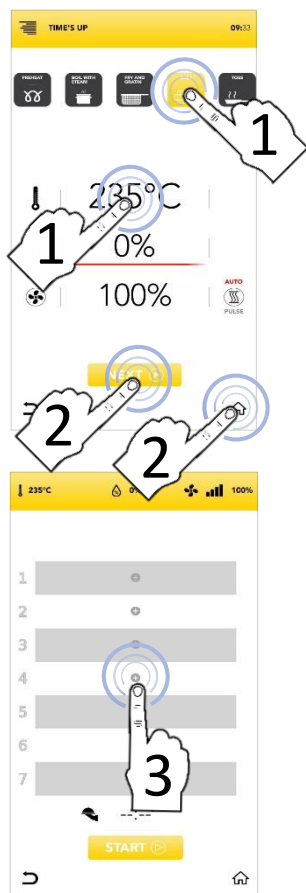 TIME'S UP 09:33
PREHEAT BOIL WITH STEAM FRY AND GRATIN TOSS
1
235°C
1
0%
100%
AUTO
PULSE
NEXT
2
2
235°C 0% 100%
1
2
3
4
5
6
7
3
--:--
START